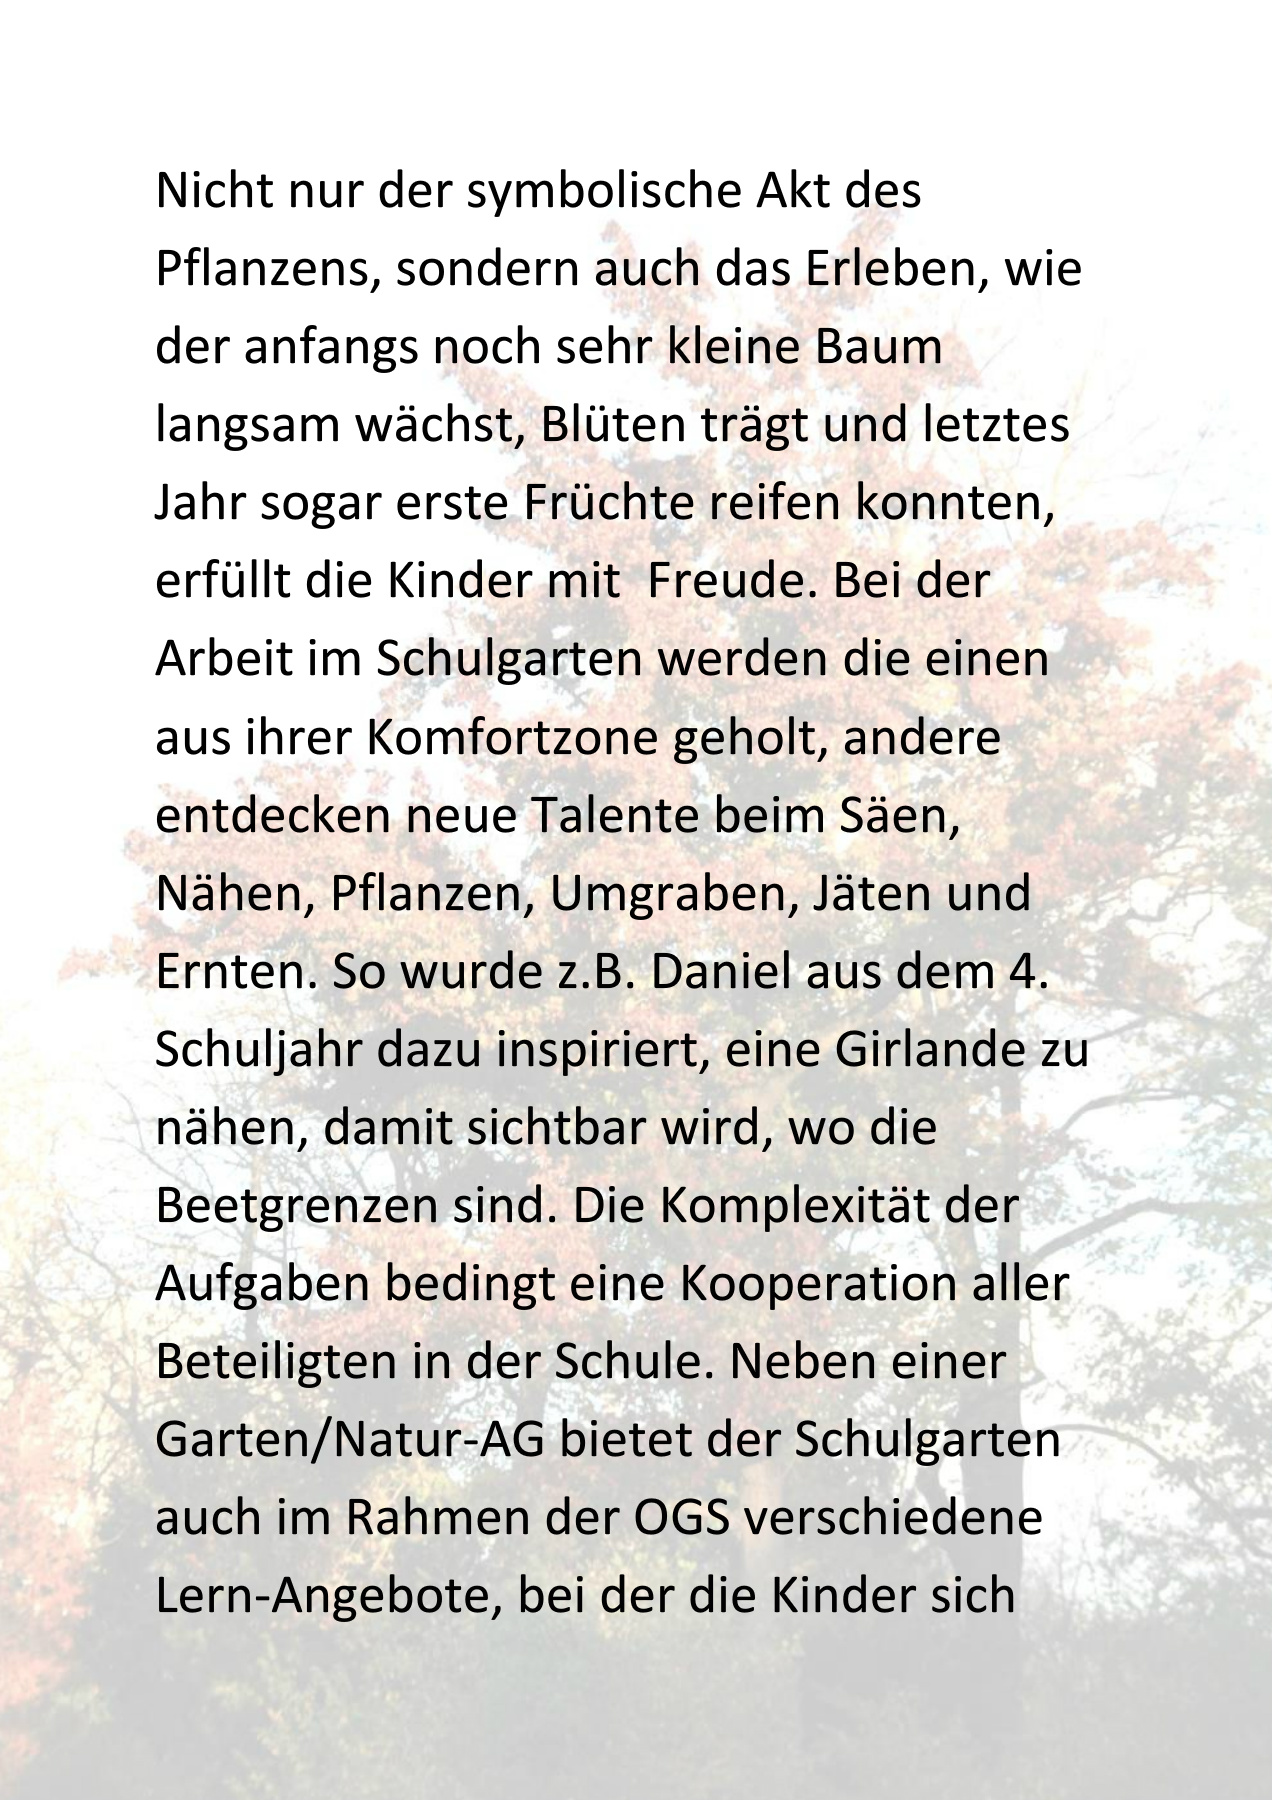 Nicht nur der symbolische Akt des
Pflanzens, sondern auch das Erleben, wie
der anfangs noch sehr kleine Baum
langsam wächst, Blüten trägt und letztes
Jahr sogar erste Früchte reifen konnten,
erfüllt die Kinder mit  Freude. Bei der
Arbeit im Schulgarten werden die einen
aus ihrer Komfortzone geholt, andere
entdecken neue Talente beim Säen,
Nähen, Pflanzen, Umgraben, Jäten und
Ernten. So wurde z.B. Daniel aus dem 4.
Schuljahr dazu inspiriert, eine Girlande zu
nähen, damit sichtbar wird, wo die
Beetgrenzen sind. Die Komplexität der
Aufgaben bedingt eine Kooperation aller
Beteiligten in der Schule. Neben einer
Garten/Natur-AG bietet der Schulgarten
auch im Rahmen der OGS verschiedene
Lern-Angebote, bei der die Kinder sich